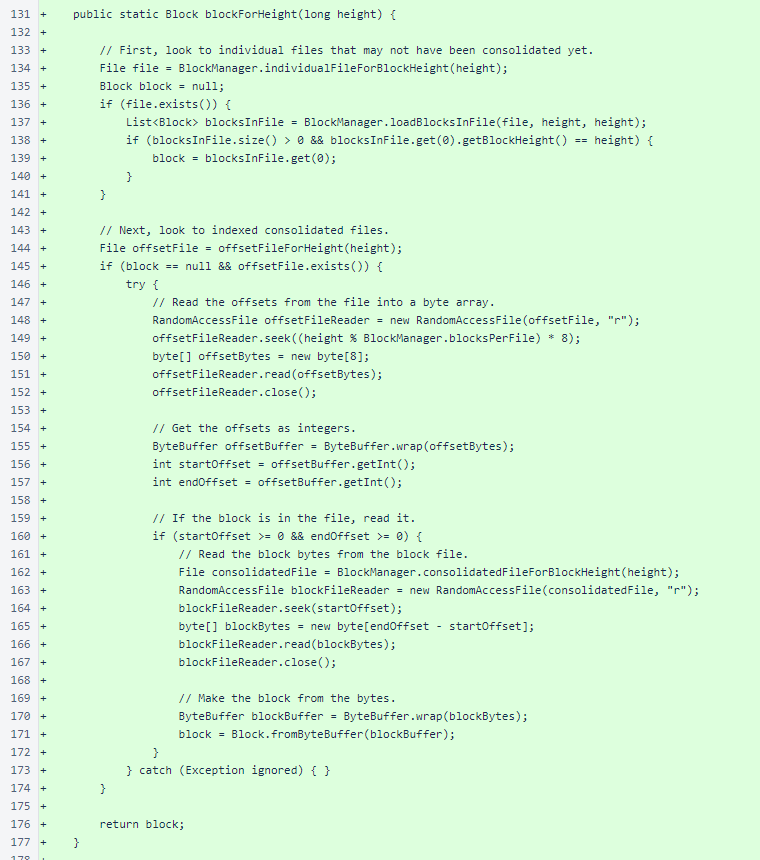 131 + public static Block blockForHeight(long height) {
132 +
133 + // First, look to individual files that may not have been consolidated yet.
134 + File file = BlockManager.individualFileForBlockHeight(height);
135 + Block block = null;
136 + if (file.exists()) {
137 + List<Block> blocksInFile = BlockManager.loadBlocksInFile(file, height, height);
138 + if (blocksInFile.size() > 0 && blocksInFile.get(0).getBlockHeight() == height) {
139 + block = blocksInFile.get(0);
140 + }
141 + }
142 +
143 + // Next, look to indexed consolidated files.
144 + File offsetFile = offsetFileForHeight(height);
145 + if (block == null && offsetFile.exists()) {
146 + try {
147 + // Read the offsets from the file into a byte array.
148 + RandomAccessFile offsetFileReader = new RandomAccessFile(offsetFile, "r");
149 + offsetFileReader.seek((height % BlockManager.blocksPerFile) * 8);
150 + byte[] offsetBytes = new byte[8];
151 + offsetFileReader.read(offsetBytes);
152 + offsetFileReader.close();
153 +
154 + // Get the offsets as integers.
155 + ByteBuffer offsetBuffer = ByteBuffer.wrap(offsetBytes);
156 + int startOffset = offsetBuffer.getInt();
157 + int endOffset = offsetBuffer.getInt();
158 +
159 + // If the block is in the file, read it.
160 + if (startOffset >= 0 && endOffset >= 0) {
161 + // Read the block bytes from the block file.
162 + File consolidatedFile = BlockManager.consolidatedFileForBlockHeight(height);
163 + RandomAccessFile blockFileReader = new RandomAccessFile(consolidatedFile, "r");
164 + blockFileReader.seek(startOffset);
165 + byte[] blockBytes = new byte[endOffset - startOffset];
166 + blockFileReader.read(blockBytes);
167 + blockFileReader.close();
168 +
169 + // Make the block from the bytes.
170 + ByteBuffer blockBuffer = ByteBuffer.wrap(blockBytes);
171 + block = Block.fromByteBuffer(blockBuffer);
172 + }
173 + } catch (Exception ignored) { }
174 + }
175 +
176 + return block;
177 + }
178 +